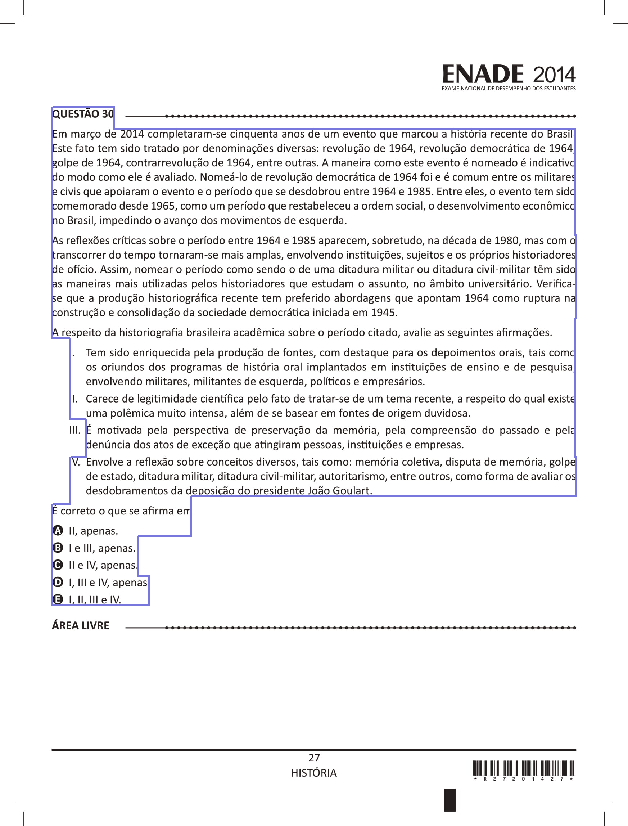 ENADE 2014
EXAME NACIONAL DE DESEMPENHO DOS ESTUDANTES
QUESTÃO 30
Em março de 2014 completaram-se cinquenta anos de um evento que marcou a história recente do Brasil.
Este fato tem sido tratado por denominações diversas: revolução de 1964, revolução democrática de 1964,
golpe de 1964, contrarrevolução de 1964, entre outras. A maneira como este evento é nomeado é indicativo
do modo como ele é avaliado. Nomeá-lo de revolução democrática de 1964 foi e é comum entre os militares
e civis que apoiaram o evento e o período que se desdobrou entre 1964 e 1985. Entre eles, o evento tem sido
comemorado desde 1965, como um período que restabeleceu a ordem social, o desenvolvimento econômico
no Brasil, impedindo o avanço dos movimentos de esquerda.
As reflexões críticas sobre o período entre 1964 e 1985 aparecem, sobretudo, na década de 1980, mas com o
transcorrer do tempo tornaram-se mais amplas, envolvendo instituições, sujeitos e os próprios historiadores
de ofício. Assim, nomear o período como sendo o de uma ditadura militar ou ditadura civil-militar têm sido
as maneiras mais utilizadas pelos historiadores que estudam o assunto, no âmbito universitário. Verifica-
se que a produção historiográfica recente tem preferido abordagens que apontam 1964 como ruptura na
construção e consolidação da sociedade democrática iniciada em 1945.
A respeito da historiografia brasileira acadêmica sobre o período citado, avalie as seguintes afirmações.
I. Tem sido enriquecida pela produção de fontes, com destaque para os depoimentos orais, tais como
os oriundos dos programas de história oral implantados em instituições de ensino e de pesquisa,
envolvendo militares, militantes de esquerda, políticos e empresários.
II. Carece de legitimidade científica pelo fato de tratar-se de um tema recente, a respeito do qual existe
uma polêmica muito intensa, além de se basear em fontes de origem duvidosa.
III. É motivada pela perspectiva de preservação da memória, pela compreensão do passado e pela
denúncia dos atos de exceção que atingiram pessoas, instituições e empresas.
IV. Envolve a reflexão sobre conceitos diversos, tais como: memória coletiva, disputa de memória, golpe
de estado, ditadura militar, ditadura civil-militar, autoritarismo, entre outros, como forma de avaliar os
desdobramentos da deposição do presidente João Goulart.
É correto o que se afirma em
A II, apenas.
B I e III, apenas.
C II e IV, apenas.
D I, III e IV, apenas.
E I, II, III e IV.
ÁREA LIVRE
27
HISTÓRIA
*R2720142?*